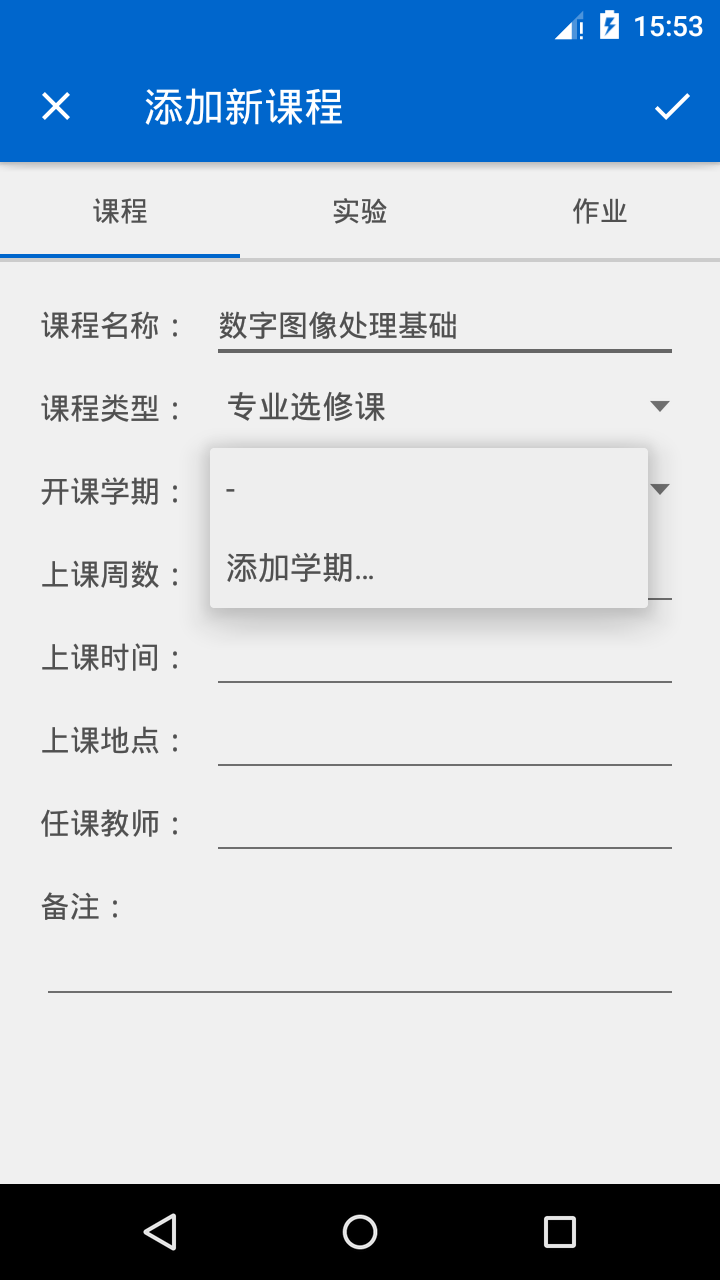 15:53
添加新课程
课程 实验 作业
课程名称： 数字图像处理基础
课程类型： 专业选修课
开课学期： -
添加学期...
上课周数：
上课时间：
上课地点：
任课教师：
备注：